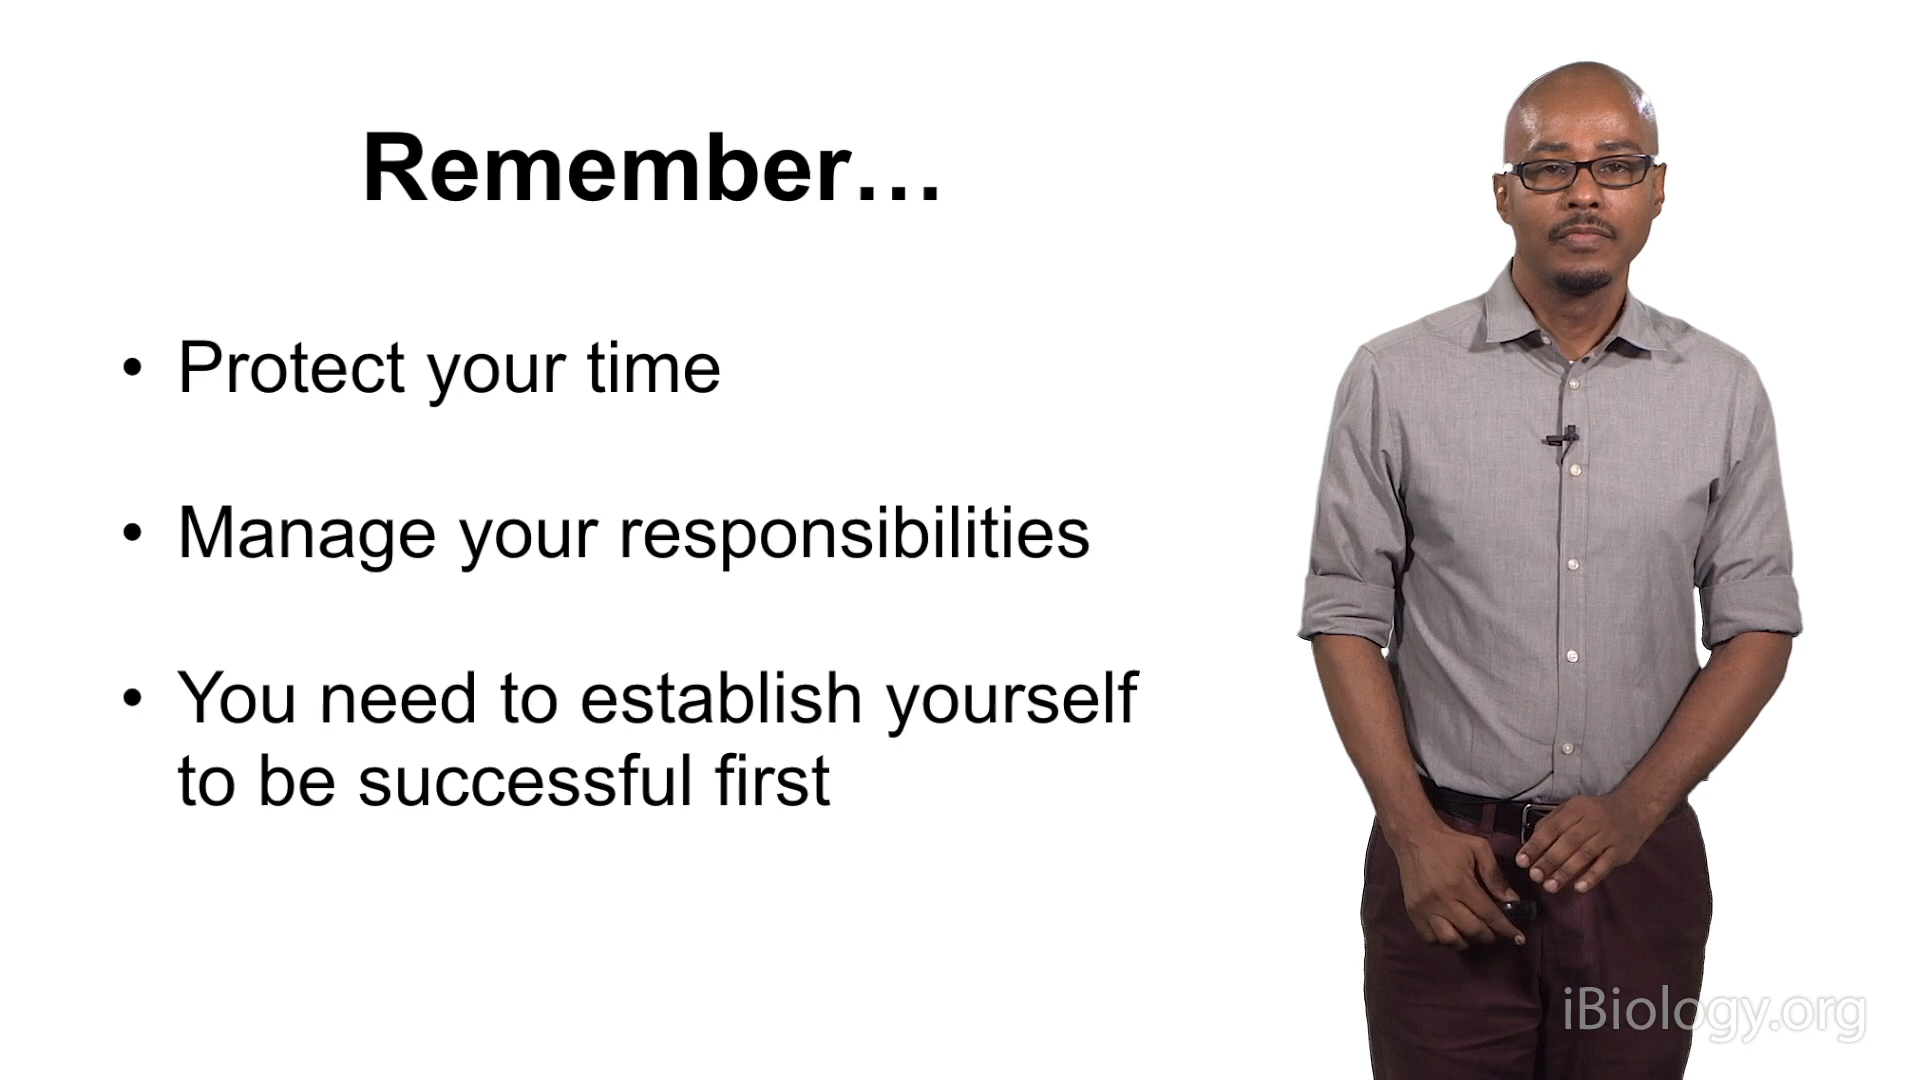 Remember…
• Protect your time
• Manage your responsibilities
• You need to establish yourself
to be successful first
iBiology.org